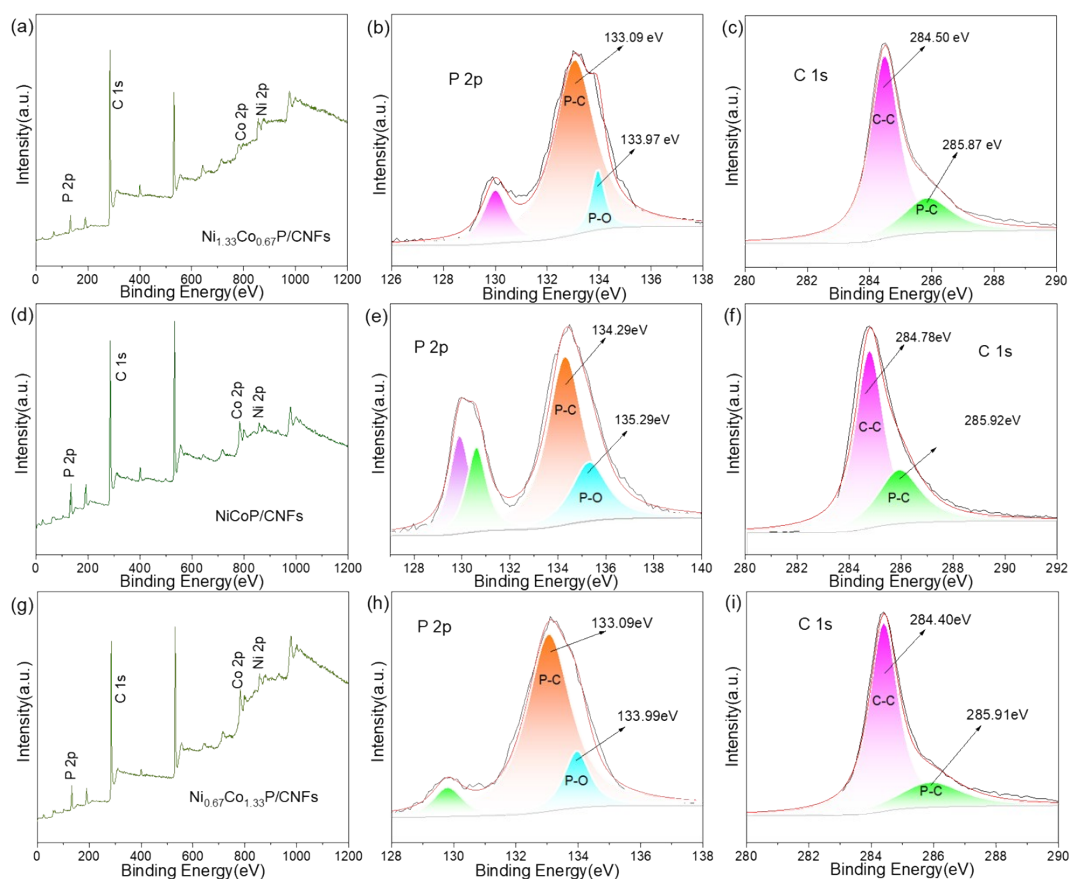 (a)
Intensity(a.u.)
P 2p
C 1s
Co 2p
Ni 2p
Ni1.33Co0.67P/CNFs
0 200 400 600 800 1000 1200
Binding Energy(eV)
(b)
Intensity(a.u.)
P 2p
133.09 eV
P-C
133.97 eV
P-O
126 128 130 132 134 136 138
Binding Energy(eV)
(c)
Intensity(a.u.)
C 1s
284.50 eV
C-C
285.87 eV
P-C
280 282 284 286 288 290
Binding Energy(eV)
(d)
Intensity(a.u.)
P 2p
C 1s
Co 2p
Ni 2p
NiCoP/CNFs
0 200 400 600 800 1000 1200
Binding Energy(eV)
(e)
Intensity(a.u.)
P 2p
134.29eV
P-C
135.29eV
P-O
128 130 132 134 136 138 140
Binding Energy(eV)
(f)
Intensity(a.u.)
C 1s
284.78eV
C-C
285.92eV
P-C
280 282 284 286 288 290 292
Binding Energy(eV)
(g)
Intensity(a.u.)
P 2p
C 1s
Co 2p
Ni 2p
Ni0.67Co1.33P/CNFs
0 200 400 600 800 1000 1200
Binding Energy(eV)
(h)
Intensity(a.u.)
P 2p
133.09eV
P-C
133.99eV
P-O
128 130 132 134 136 138
Binding Energy(eV)
(i)
Intensity(a.u.)
C 1s
284.40eV
C-C
285.91eV
P-C
280 282 284 286 288 290
Binding Energy(eV)